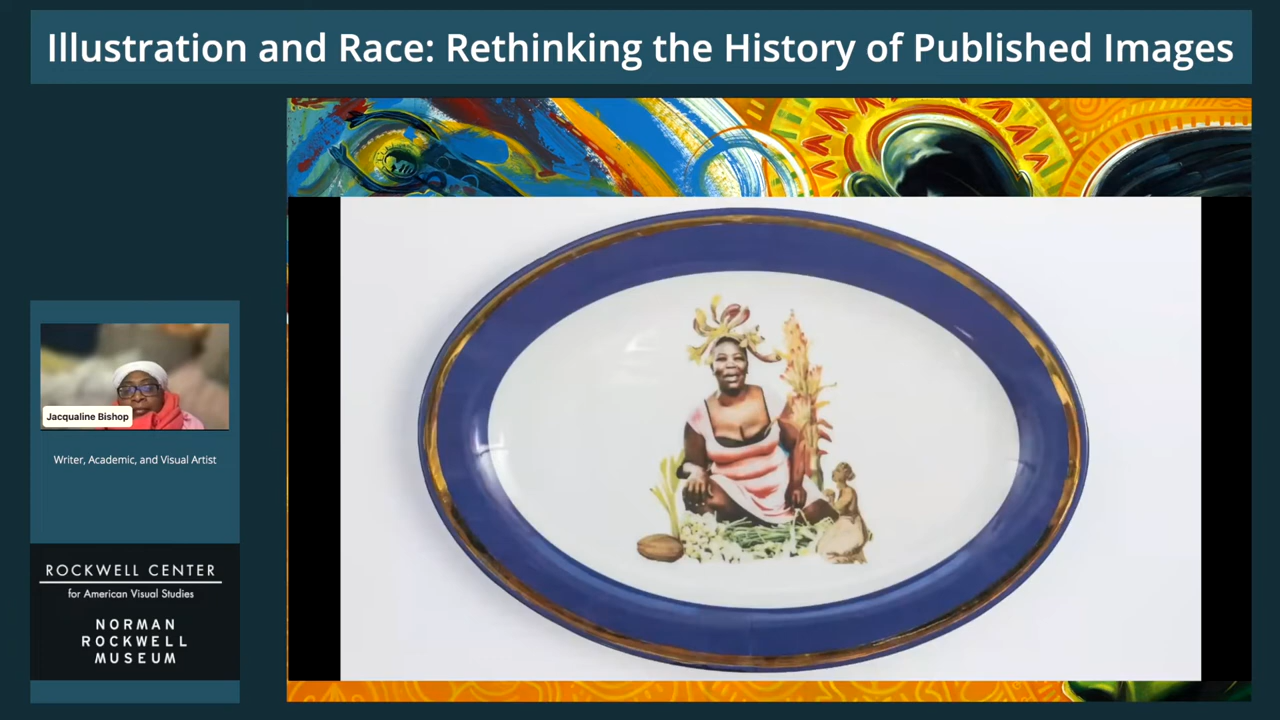 Illustration and Race: Rethinking the History of Published Images
Jacqualine Bishop
Writer, Academic, and Visual Artist
ROCKWELL CENTER
for American Visual Studies
NORMAN
ROCKWELL
MUSEUM